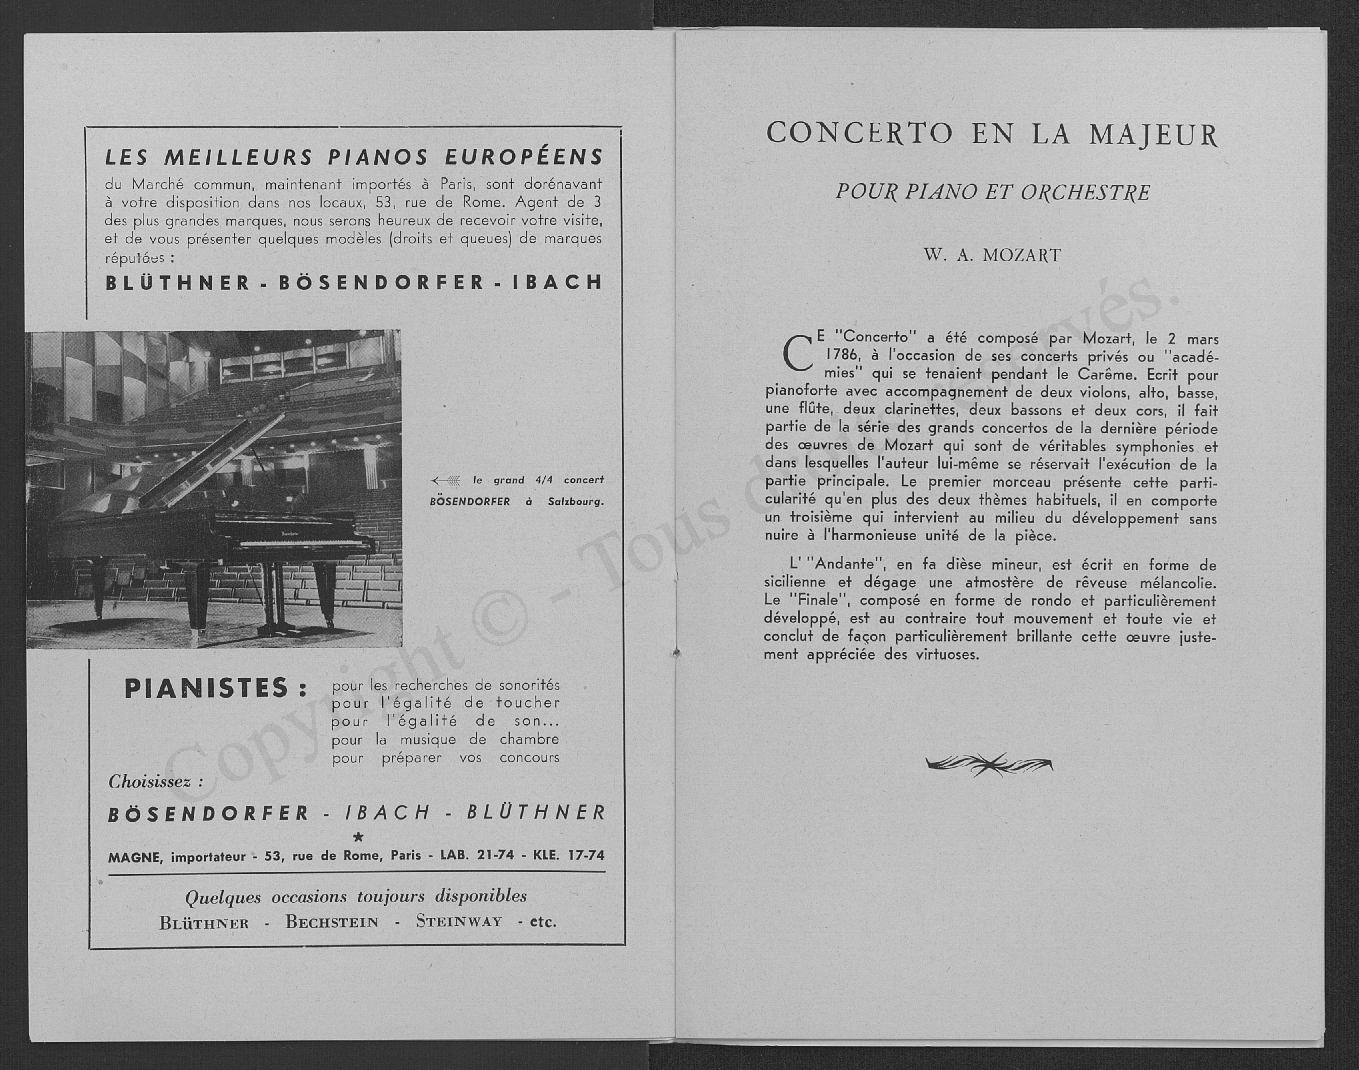 LES MEILLEURS PIANOS EUROPÉENS
du Marché commun, maintenant importés à Paris, sont dorénavant
à votre disposition dans nos locaux, 53, rue de Rome. Agent de 3
des plus grandes marques, nous serons heureux de recevoir votre visite,
et de vous présenter quelques modèles (droits et queues) de marques
réputées :
BLÜTHNER - BÖSENDORFER - IBACH
le grand 4/4 concert
BÖSENDORFER à Salzbourg.
PIANISTES :
pour les recherches de sonorités
pour l'égalité de toucher
pour l'égalité de son...
pour la musique de chambre
pour préparer vos concours
Choisissez :
BÖSENDORFER - IBACH - BLÜTHNER
MAGNE, importateur - 53, rue de Rome, Paris - LAB. 21-74 - KLE. 17-74
Quelques occasions toujours disponibles
BLÜTHNER - BECHSTEIN - STEINWAY - etc.
CONCERTO EN LA MAJEUR
POUR PIANO ET ORCHESTRE
W. A. MOZART
CE "Concerto" a été composé par Mozart, le 2 mars
1786, à l'occasion de ses concerts privés ou "acadé-
mies" qui se tenaient pendant le Carême. Ecrit pour
pianoforte avec accompagnement de deux violons, alto, basse,
une flûte, deux clarinettes, deux bassons et deux cors, il fait
partie de la série des grands concertos de la dernière période
des œuvres de Mozart qui sont de véritables symphonies et
dans lesquelles l'auteur lui-même se réservait l'exécution de la
partie principale. Le premier morceau présente cette parti-
cularité qu'en plus des deux thèmes habituels, il en comporte
un troisième qui intervient au milieu du développement sans
nuire à l'harmonieuse unité de la pièce.
L' "Andante", en fa dièse mineur, est écrit en forme de
sicilienne et dégage une atmostère de rêveuse mélancolie.
Le "Finale", composé en forme de rondo et particulièrement
développé, est au contraire tout mouvement et toute vie et
conclut de façon particulièrement brillante cette œuvre juste-
ment appréciée des virtuoses.
Copyright © - Tous droits réservés.